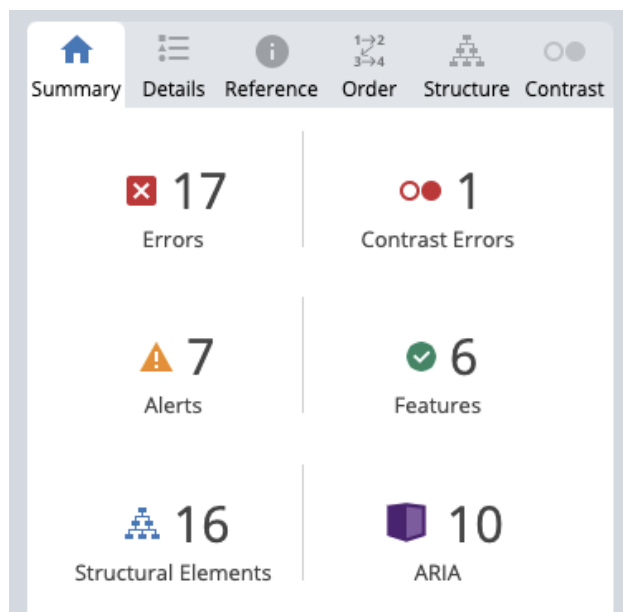 1→2
3→4
Summary Details Reference Order Structure Contrast
17 1
Errors Contrast Errors
7 6
Alerts Features
16 10
Structural Elements ARIA